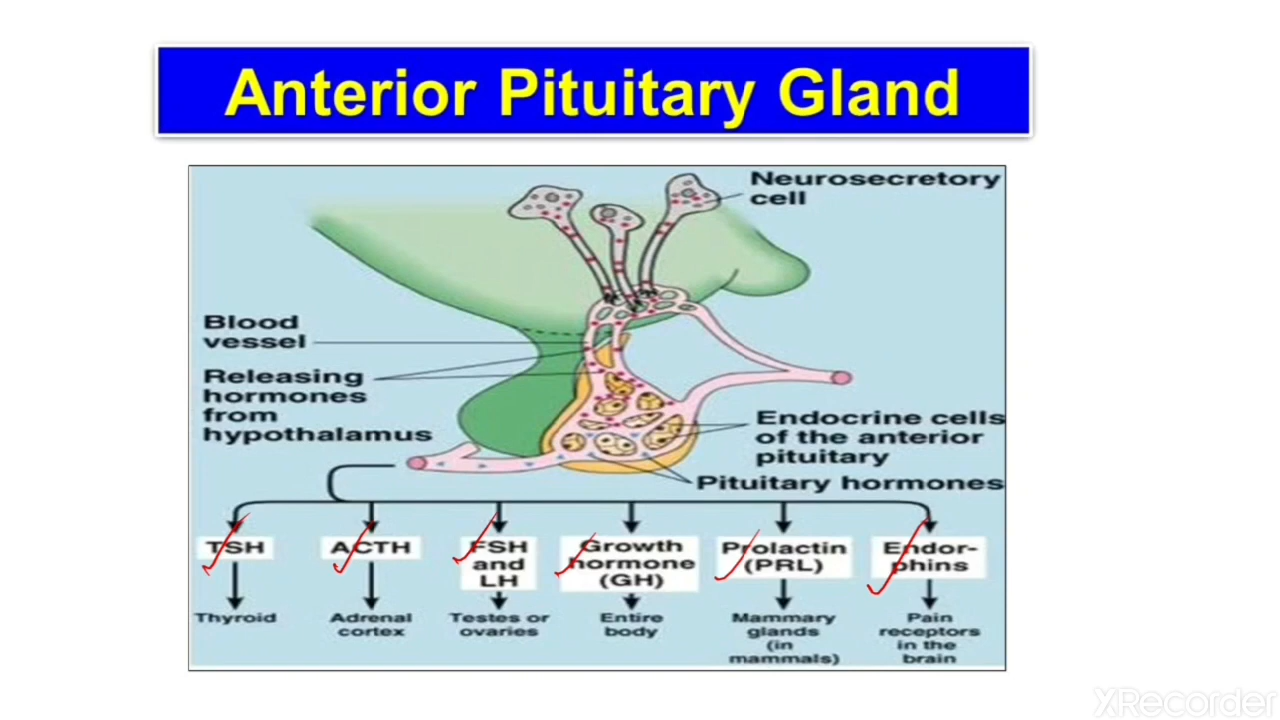 Anterior Pituitary Gland
Neurosecretory
cell
Blood
vessel
Releasing
hormones
from
hypothalamus
Endocrine cells
of the anterior
pituitary
Pituitary hormones
TSH
ACTH
FSH
and
LH
Growth
hormone
(GH)
Prolactin
(PRL)
Endor-
phins
Thyroid
Adrenal
cortex
Testes or
ovaries
Entire
body
Mammary
glands
(in
mammals)
Pain
receptors
in the
brain
XRecorder